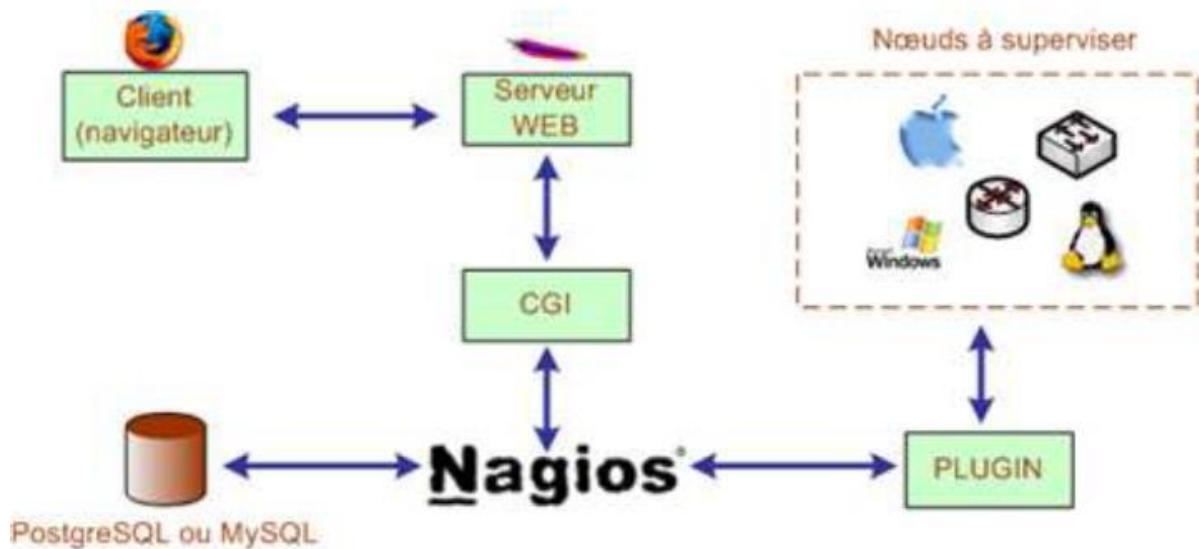 Client
(navigateur)
Serveur
WEB
Nœuds à superviser
Windows
CGI
Nagios
PLUGIN
PostgreSQL ou MySQL